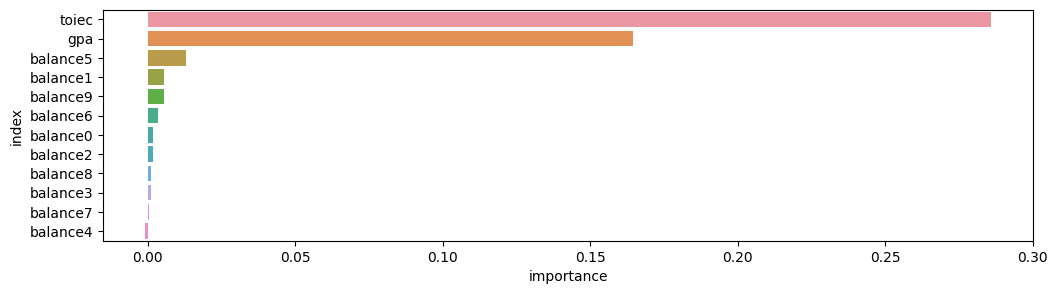 toiec
gpa
balance5
balance1
balance9
balance6
balance0
balance2
balance8
balance3
balance7
balance4
index
0.00 0.05 0.10 0.15 0.20 0.25 0.30
importance